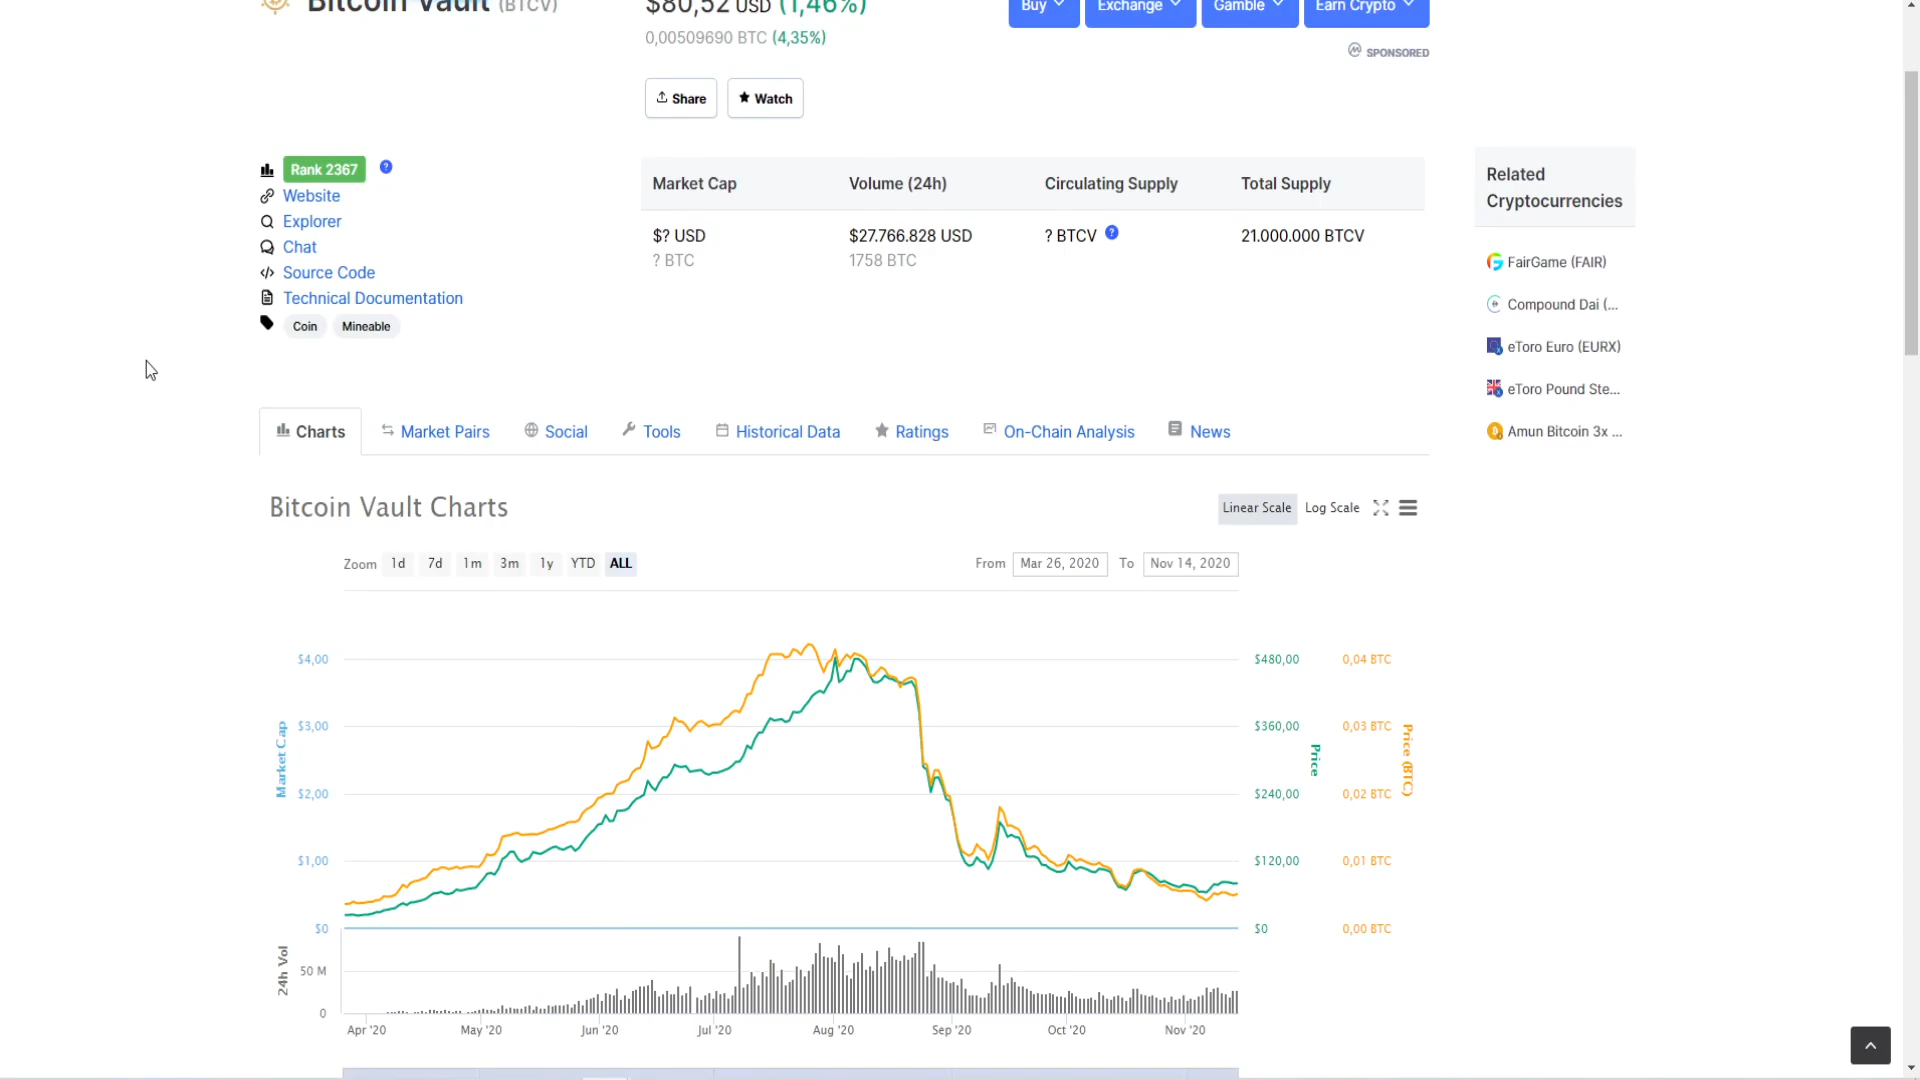 Bitcoin Vault (BTCV)
$80,52 USD (1,46%)
0,00509690 BTC (4,35%)
Buy
Exchange
Gamble
Earn Crypto
SPONSORED
Share
Watch
Rank 2367
Website
Explorer
Chat
Source Code
Technical Documentation
Coin Mineable
Market Cap Volume (24h) Circulating Supply Total Supply
$? USD $27.766.828 USD ? BTCV 21.000.000 BTCV
? BTC 1758 BTC
Related
Cryptocurrencies
FairGame (FAIR)
Compound Dai (...
eToro Euro (EURX)
eToro Pound Ste...
Amun Bitcoin 3x ...
Charts Market Pairs Social Tools Historical Data Ratings On-Chain Analysis News
Bitcoin Vault Charts
Linear Scale Log Scale
Zoom 1d 7d 1m 3m 1y YTD ALL
From Mar 26, 2020 To Nov 14, 2020
$4,00 $480,00 0,04 BTC
$3,00 $360,00 0,03 BTC
$2,00 $240,00 0,02 BTC
$1,00 $120,00 0,01 BTC
$0 $0 0,00 BTC
Market Cap
Price
Price (BTC)
24h Vol
50 M
0
Apr '20 May '20 Jun '20 Jul '20 Aug '20 Sep '20 Oct '20 Nov '20